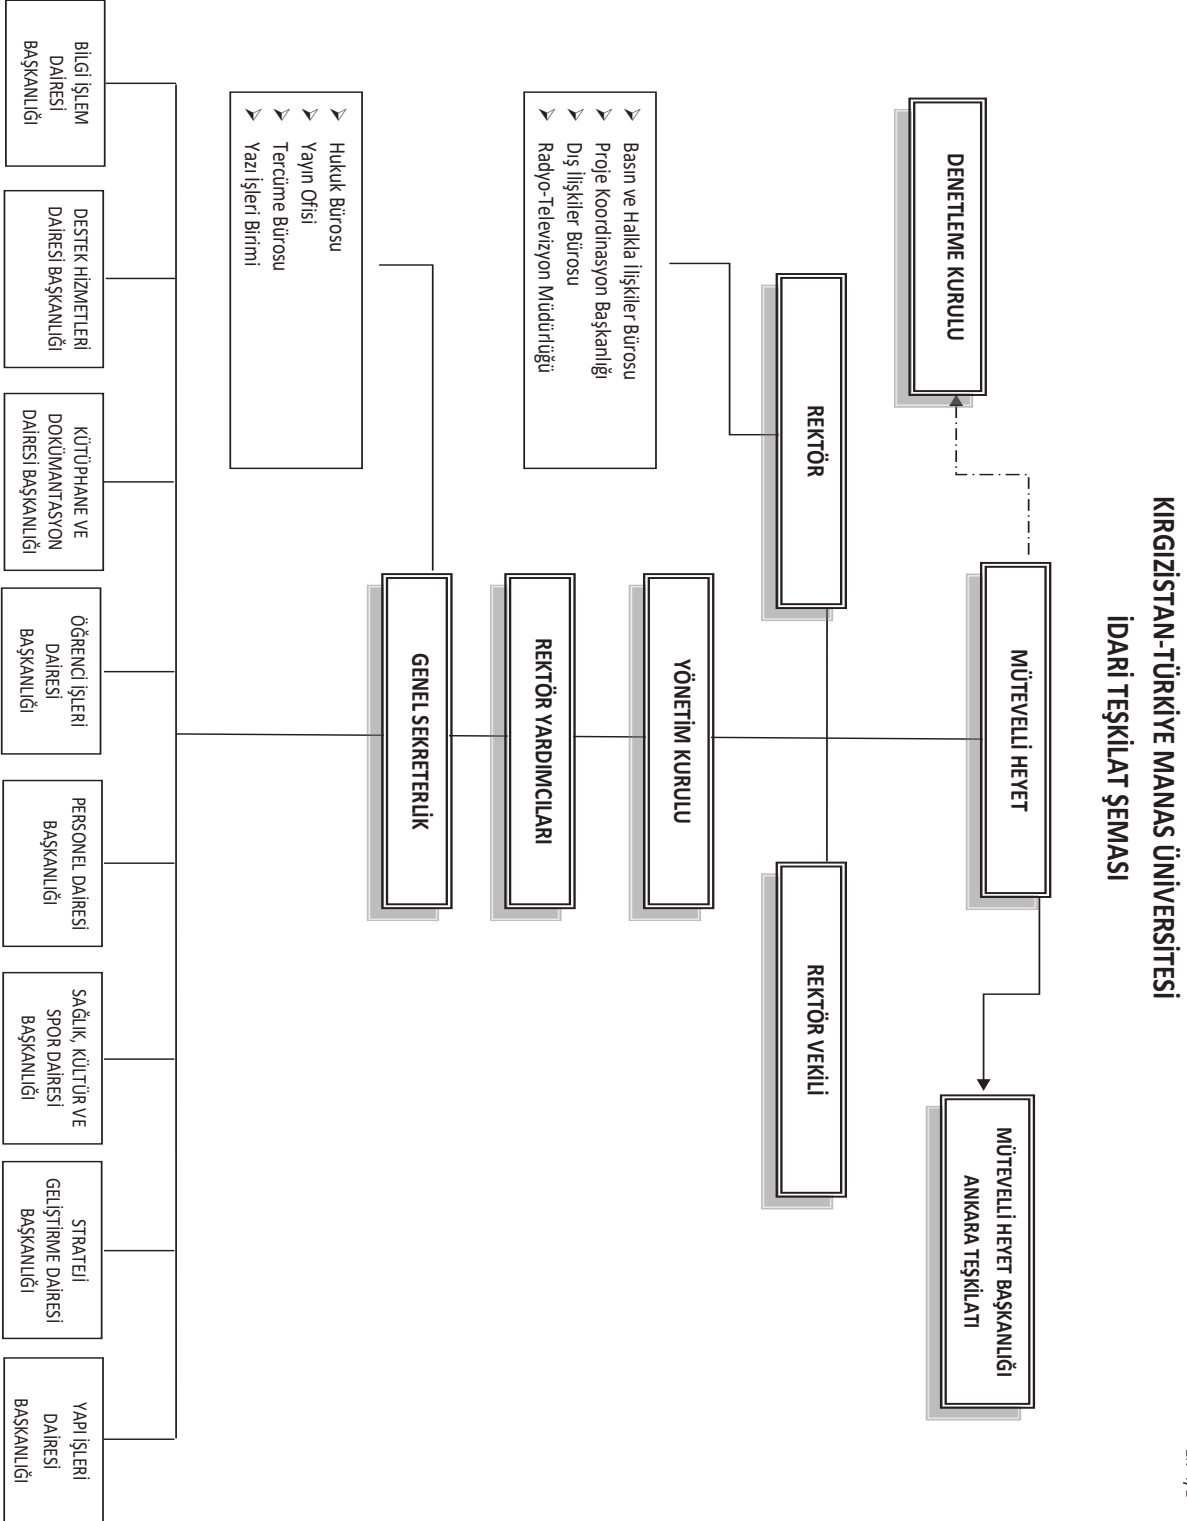 KIRGIZİSTAN-TÜRKİYE MANAS ÜNİVERSİTESİ
İDARİ TEŞKİLAT ŞEMASI
MÜTEVELLİ HEYET
DENETLEME KURULU
MÜTEVELLİ HEYET BAŞKANLIĞI
ANKARA TEŞKİLATI
REKTÖR
REKTÖR VEKİLİ
YÖNETİM KURULU
Basın ve Halkla İlişkiler Bürosu
Proje Koordinasyon Başkanlığı
Dış İlişkiler Bürosu
Radyo-Televizyon Müdürlüğü
REKTÖR YARDIMCILARI
GENEL SEKRETERLİK
Hukuk Bürosu
Yayın Ofisi
Tercüme Bürosu
Yazı İşleri Birimi
BİLGİ İŞLEM
DAİRESİ
BAŞKANLIĞI
DESTEK HİZMETLERİ
DAİRESİ BAŞKANLIĞI
KÜTÜPHANE VE
DOKÜMANTASYON
DAİRESİ BAŞKANLIĞI
ÖĞRENCİ İŞLERİ
DAİRESİ
BAŞKANLIĞI
PERSONEL DAİRESİ
BAŞKANLIĞI
SAĞLIK, KÜLTÜR VE
SPOR DAİRESİ
BAŞKANLIĞI
STRATEJİ
GELİŞTİRME DAİRESİ
BAŞKANLIĞI
YAPI İŞLERİ
DAİRESİ
BAŞKANLIĞI